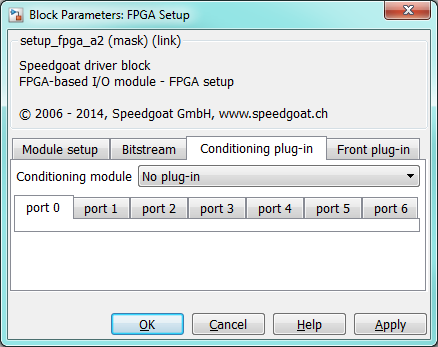 Block Parameters: FPGA Setup
setup_fpga_a2 (mask) (link)
Speedgoat driver block
FPGA-based I/O module - FPGA setup
© 2006 - 2014, Speedgoat GmbH, www.speedgoat.ch
Module setup Bitstream Conditioning plug-in Front plug-in
Conditioning module No plug-in
port 0 port 1 port 2 port 3 port 4 port 5 port 6
OK Cancel Help Apply